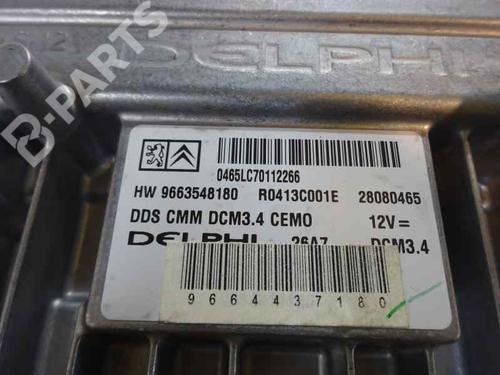 DELPHI
B-PARTS
0465LC70112266
HW 9663548180 R0413C001E 28080465
DDS CMM DCM3.4 CEMO 12V=
DELPHI 26A7 DCM3.4
9664437180